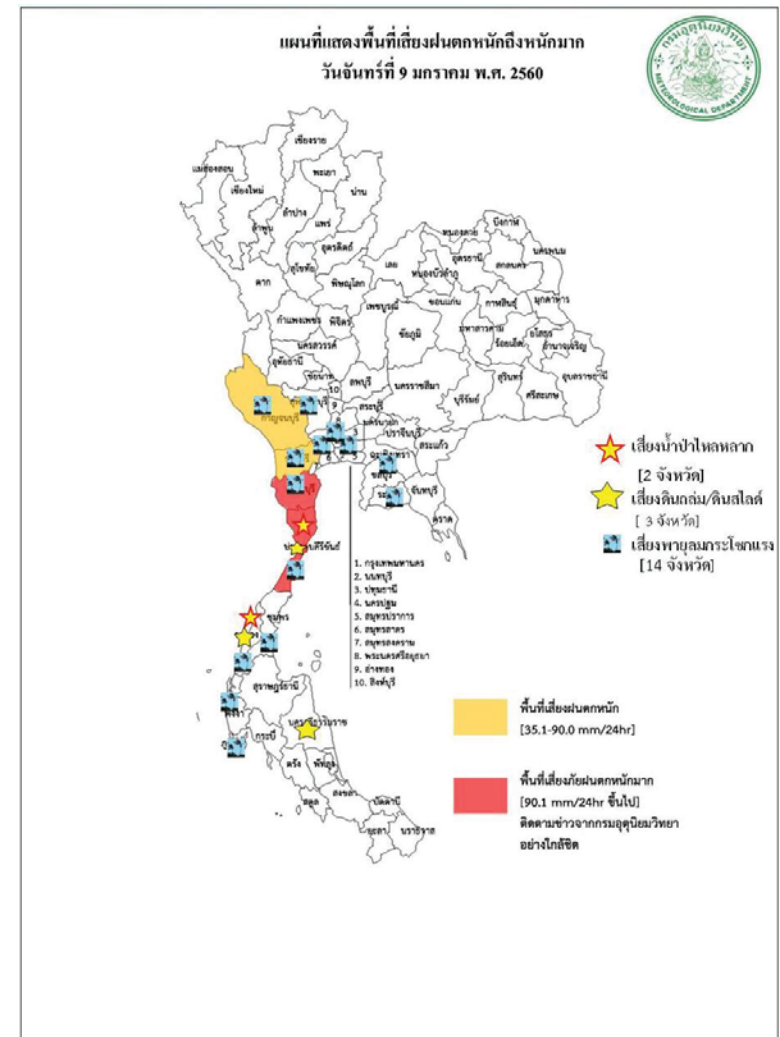 แผนที่แสดงพื้นที่เสี่ยงฝนตกหนักถึงหนักมาก
วันจันทร์ที่ 9 มกราคม พ.ศ. 2560
กรมอุตุนิยมวิทยา
METEOROLOGICAL DEPARTMENT
เชียงราย
แม่ฮ่องสอน
พะเยา
เชียงใหม่
น่าน
ลำปาง
แพร่
ลำพูน
บึงกาฬ
หนองคาย
อุตรดิตถ์
เลย
อุดรธานี
นครพนม
สกลนคร
สุโขทัย
หนองบัวลำภู
ตาก
พิษณุโลก
เพชรบูรณ์
ขอนแก่น
กาฬสินธุ์
มุกดาหาร
กำแพงเพชร
พิจิตร
ชัยภูมิ
มหาสารคาม
ร้อยเอ็ด
ยโสธร
อำนาจเจริญ
นครสวรรค์
อุทัยธานี
ชัยนาท
ลพบุรี
นครราชสีมา
บุรีรัมย์
สุรินทร์
ศรีสะเกษ
อุบลราชธานี
10
9
สระบุรี
กาญจนบุรี
นครนายก
ปราจีนบุรี
สระแก้ว
3
6
5
ฉะเชิงเทรา
ชลบุรี
จันทบุรี
ตราด
ประจวบคีรีขันธ์
ชุมพร
สุราษฎร์ธานี
พังงา
กระบี่
นครศรีธรรมราช
ตรัง
พัทลุง
สตูล
สงขลา
ปัตตานี
ยะลา
นราธิวาส
1. กรุงเทพมหานคร
2. นนทบุรี
3. ปทุมธานี
4. นครปฐม
5. สมุทรปราการ
6. สมุทรสาคร
7. สมุทรสงคราม
8. พระนครศรีอยุธยา
9. อ่างทอง
10. สิงห์บุรี
เสี่ยงน้ำป่าไหลหลาก
[2 จังหวัด]
เสี่ยงดินถล่ม/ดินสไลด์
[ 3 จังหวัด]
เสี่ยงพายุลมกระโชกแรง
[14 จังหวัด]
พื้นที่เสี่ยงฝนตกหนัก
[35.1-90.0 mm/24hr]
พื้นที่เสี่ยงภัยฝนตกหนักมาก
[90.1 mm/24hr ขึ้นไป]
ติดตามข่าวจากกรมอุตุนิยมวิทยา
อย่างใกล้ชิด